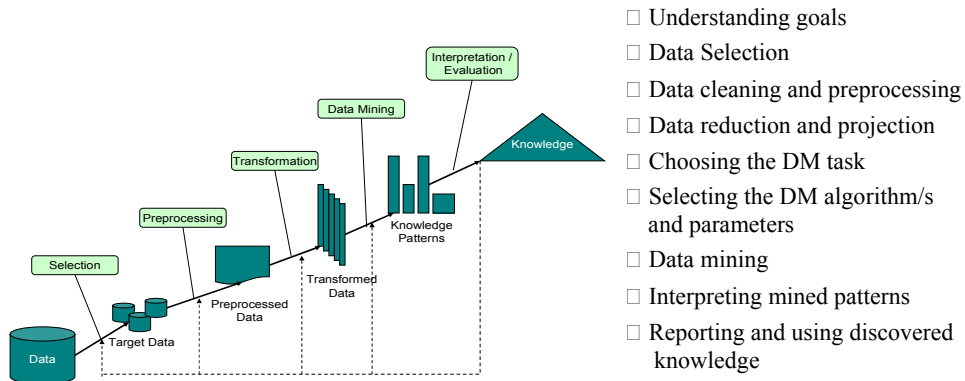 Interpretation /
Evaluation
Data Mining
Knowledge
Transformation
Preprocessing
Knowledge
Patterns
Selection
Transformed
Data
Preprocessed
Data
Target Data
Data
□ Understanding goals
□ Data Selection
□ Data cleaning and preprocessing
□ Data reduction and projection
□ Choosing the DM task
□ Selecting the DM algorithm/s
and parameters
□ Data mining
□ Interpreting mined patterns
□ Reporting and using discovered
knowledge